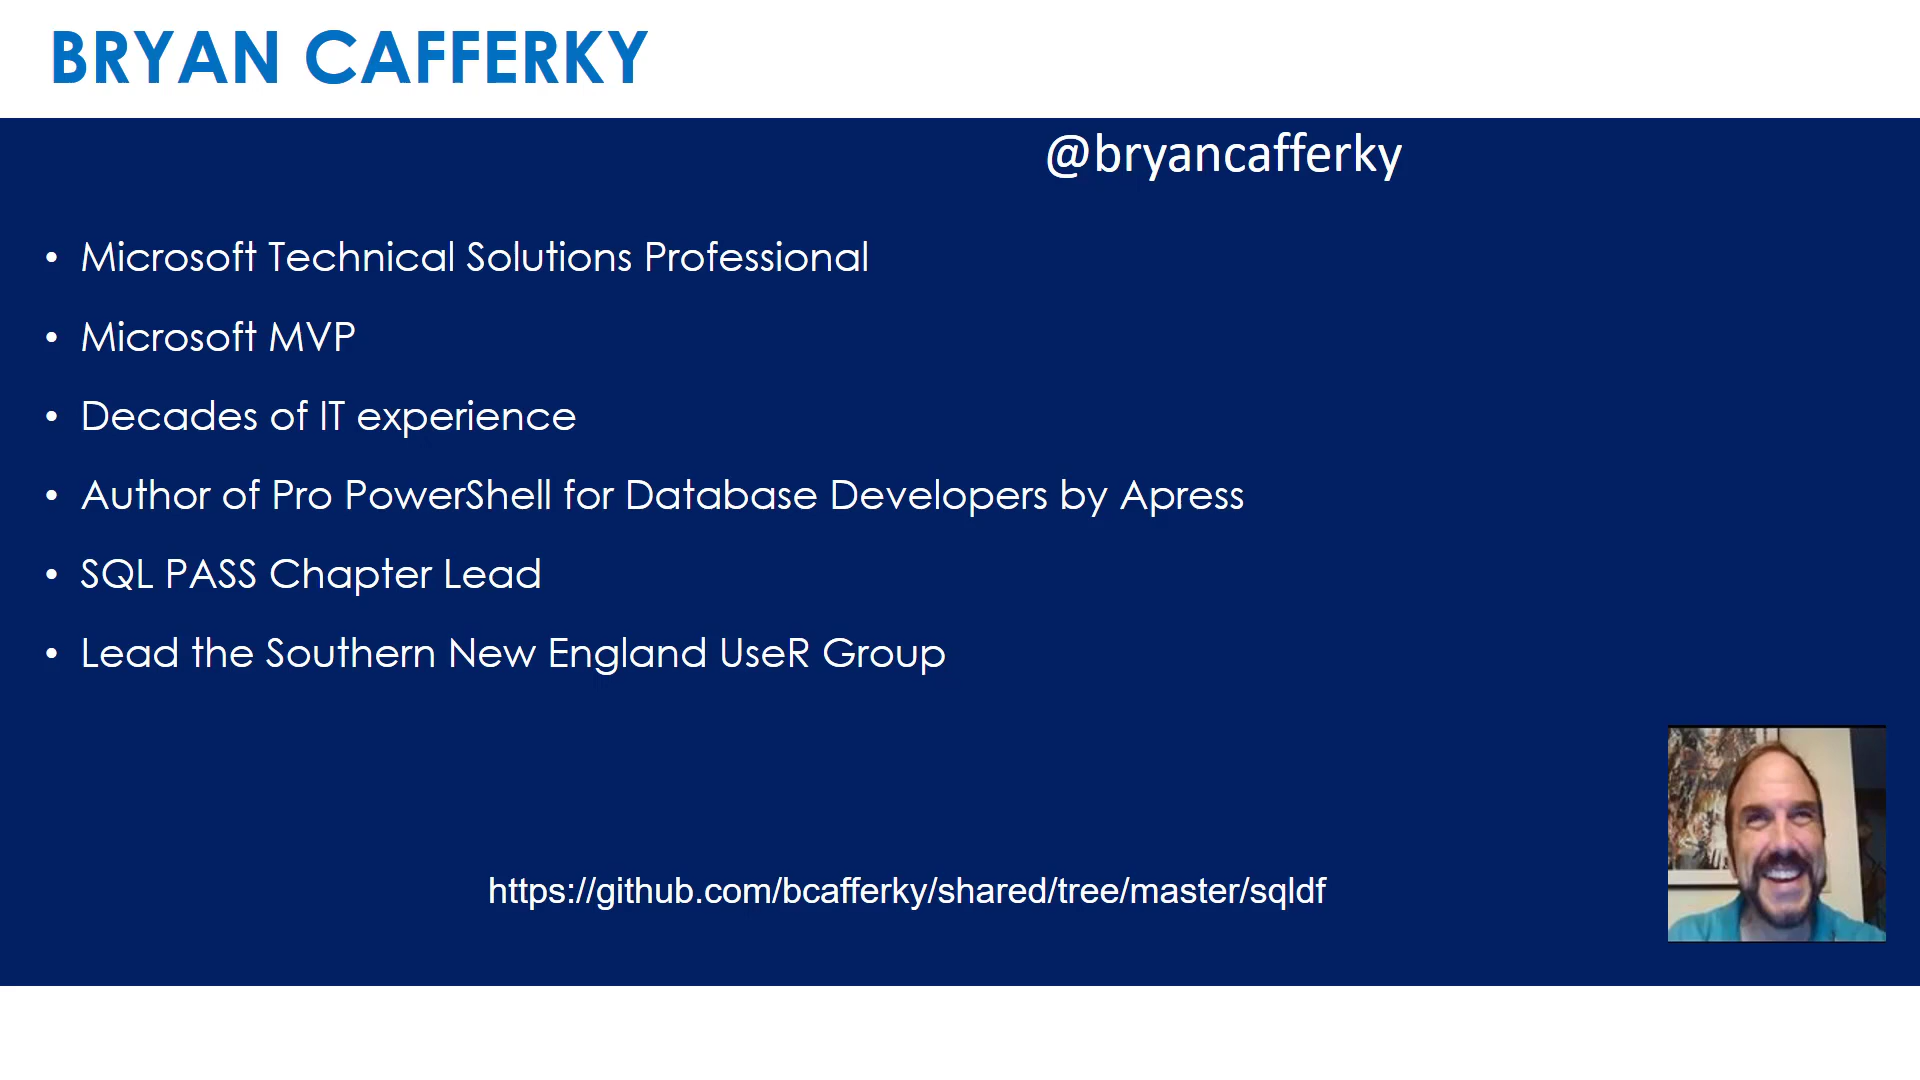 BRYAN CAFFERKY
@bryancafferky
• Microsoft Technical Solutions Professional
• Microsoft MVP
• Decades of IT experience
• Author of Pro PowerShell for Database Developers by Apress
• SQL PASS Chapter Lead
• Lead the Southern New England UseR Group
https://github.com/bcafferky/shared/tree/master/sqldf